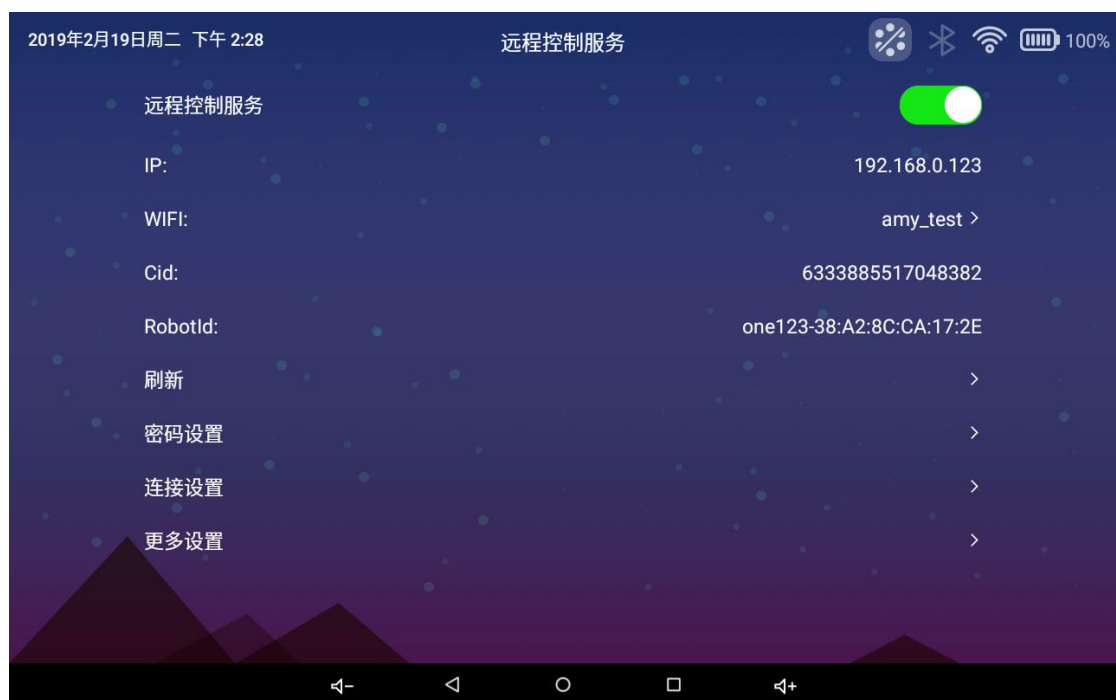 2019年2月19日周二 下午 2:28 远程控制服务 100%
远程控制服务
IP: 192.168.0.123
WIFI: amy_test >
Cid: 6333885517048382
RobotId: one123-38:A2:8C:CA:17:2E
刷新 >
密码设置 >
连接设置 >
更多设置 >